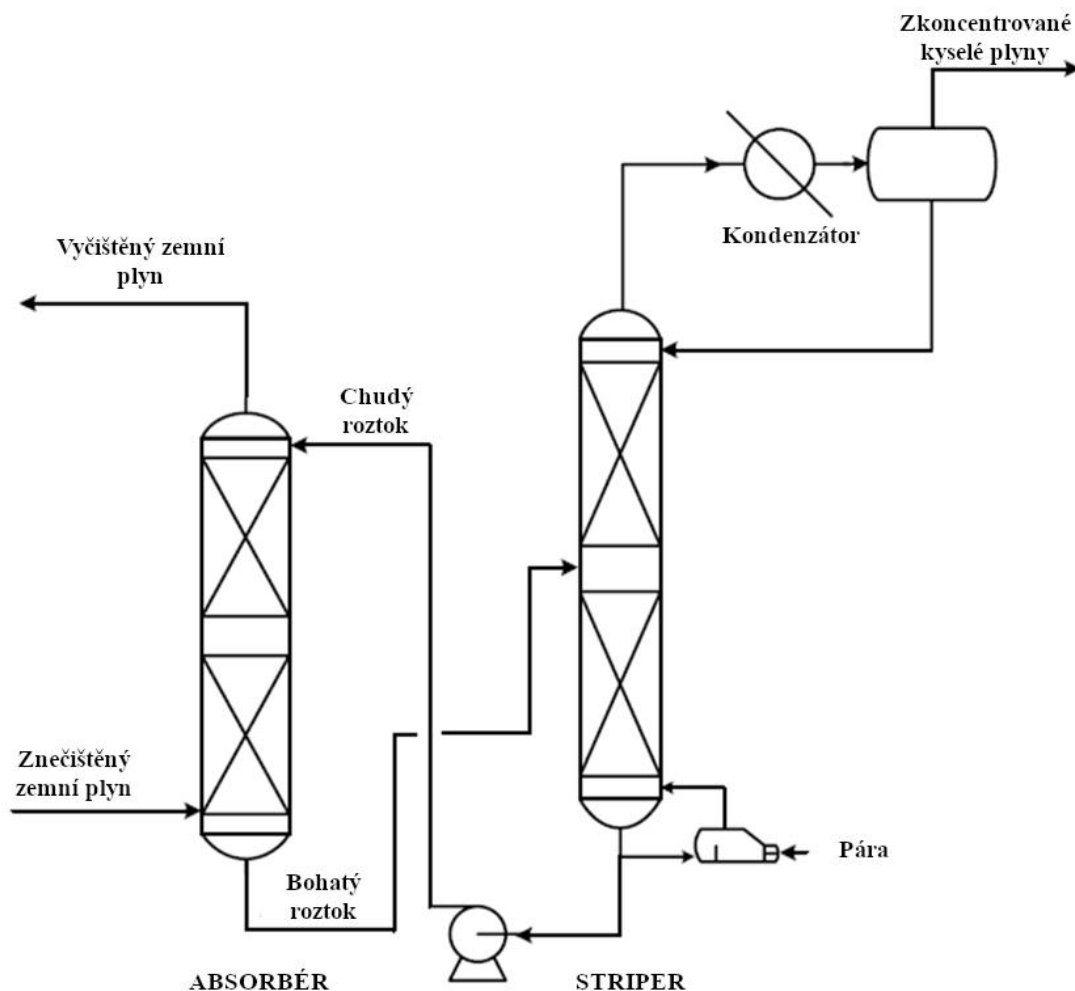 Zkoncentrované
kyselé plyny
Kondenzátor
Vyčištěný zemní
plyn
Chudý
roztok
Znečištěný
zemní plyn
Pára
Bohatý
roztok
ABSORBÉR
STRIPER